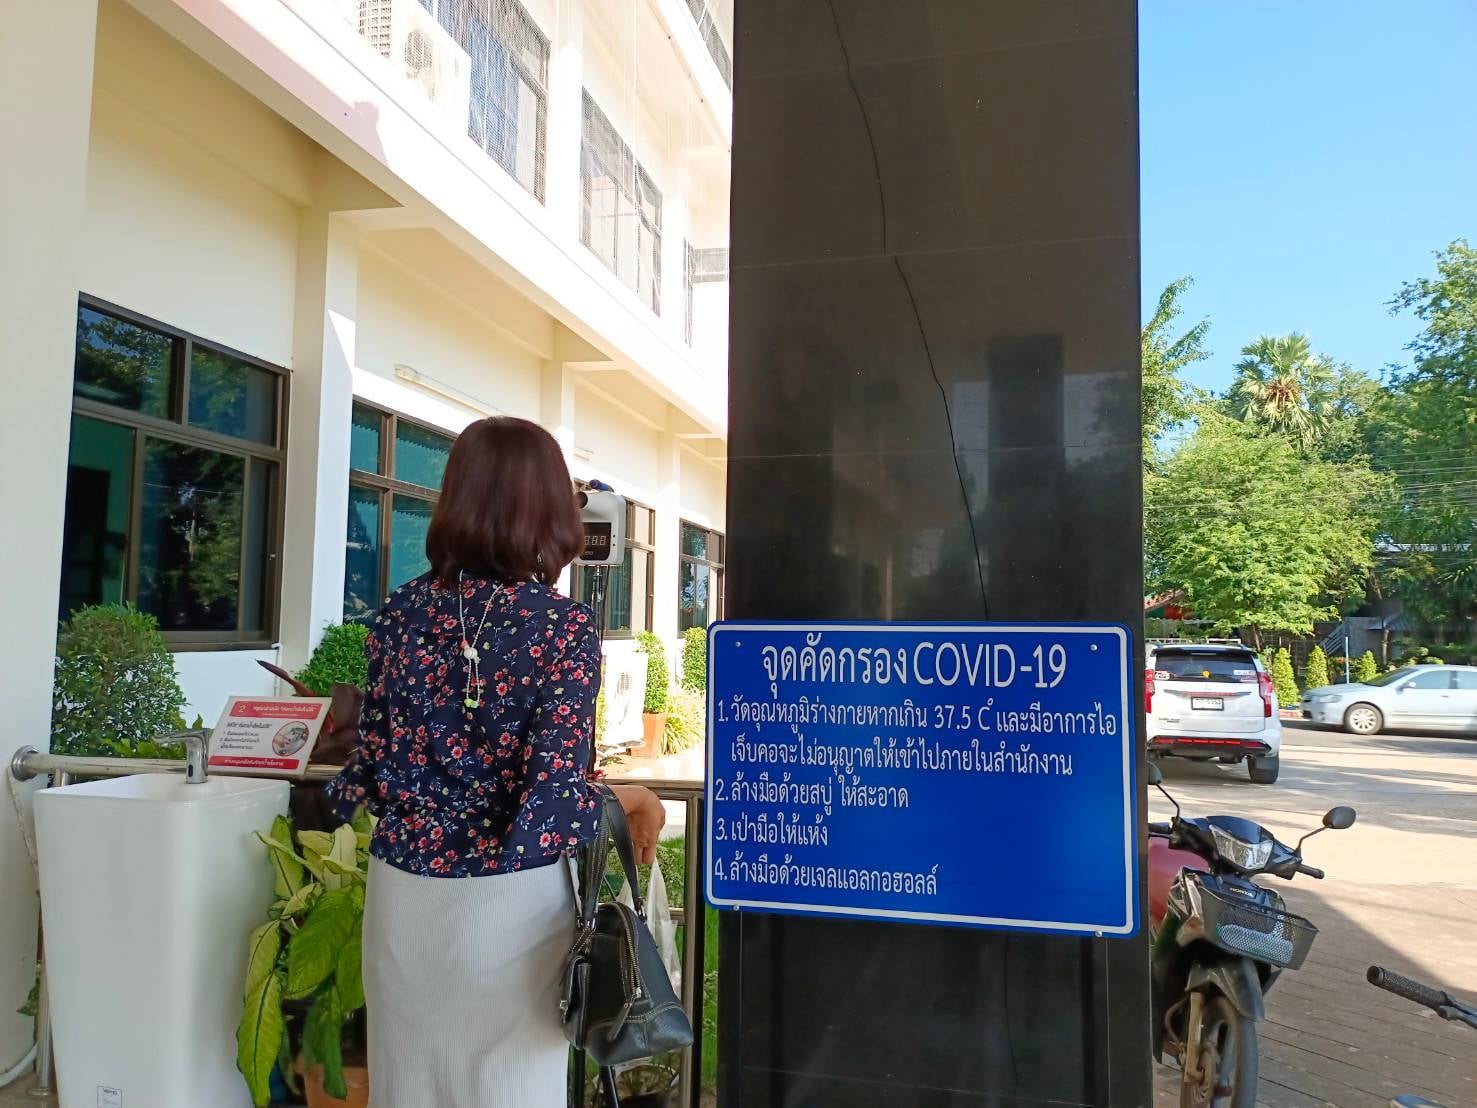 จุดคัดกรอง COVID-19
1. วัดอุณหภูมิร่างกายหากเกิน 37.5 C ํ และมีอาการไอ
เจ็บคอจะไม่อนุญาตให้เข้าไปภายในสำนักงาน
2. ล้างมือด้วยสบู่ ให้สะอาด
3. เป่ามือให้แห้ง
4. ล้างมือด้วยเจลแอลกอฮอลล์
2